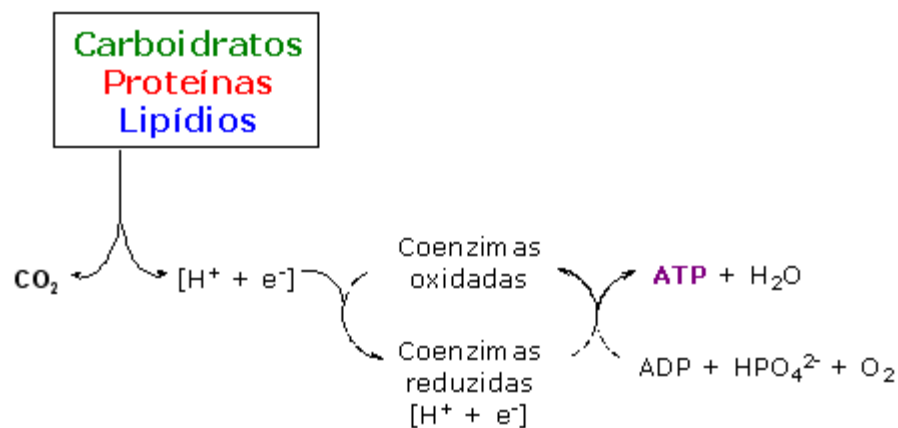 Carboidratos
Proteínas
Lipídios
CO₂
[H⁺ + e⁻]
Coenzimas
oxidadas
ATP + H₂O
Coenzimas
reduzidas
[H⁺ + e⁻]
ADP + HPO₄²⁻ + O₂